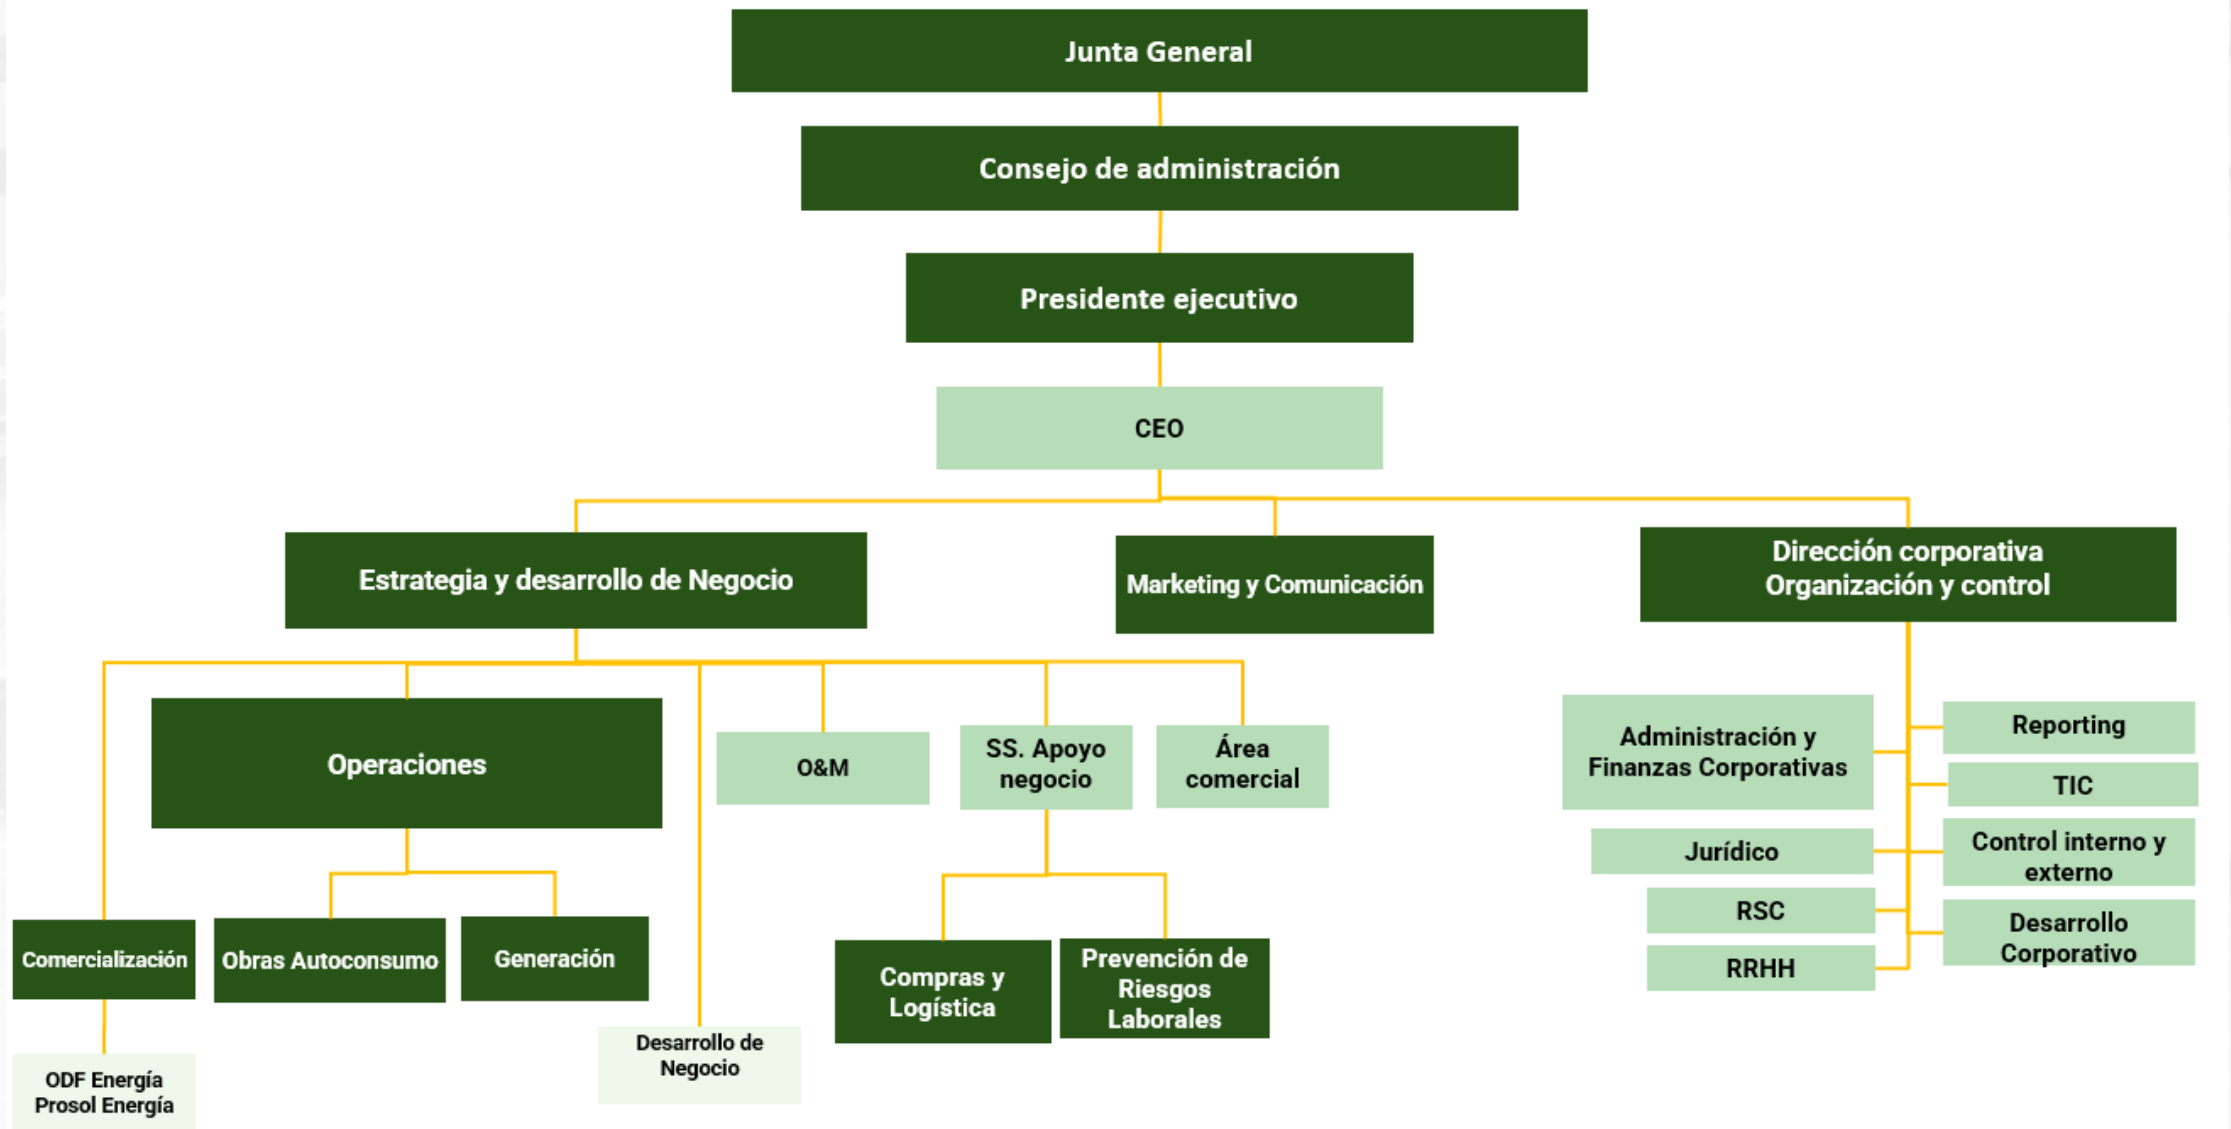 Junta General
Consejo de administración
Presidente ejecutivo
CEO
Estrategia y desarrollo de Negocio
Marketing y Comunicación
Dirección corporativa
Organización y control
Operaciones
O&M
SS. Apoyo
negocio
Área
comercial
Comercialización
Obras Autoconsumo
Generación
Compras y
Logística
Prevención de
Riesgos
Laborales
Desarrollo de
Negocio
ODF Energía
Prosol Energía
Administración y
Finanzas Corporativas
Jurídico
RSC
RRHH
Reporting
TIC
Control interno y
externo
Desarrollo
Corporativo